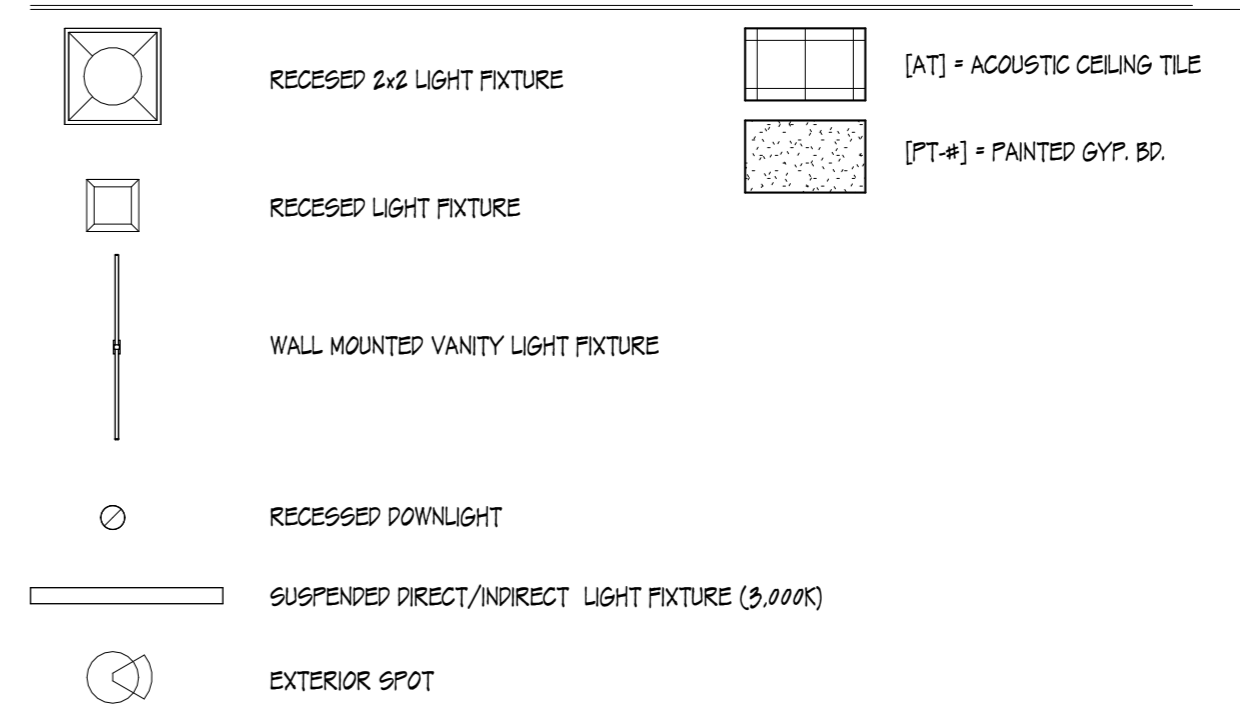 RECESED 2x2 LIGHT FIXTURE
RECESED LIGHT FIXTURE
WALL MOUNTED VANITY LIGHT FIXTURE
RECESSED DOWNLIGHT
SUSPENDED DIRECT/INDIRECT LIGHT FIXTURE (3,000K)
EXTERIOR SPOT
[AT] = ACOUSTIC CEILING TILE
[PT-#] = PAINTED GYP. BD.